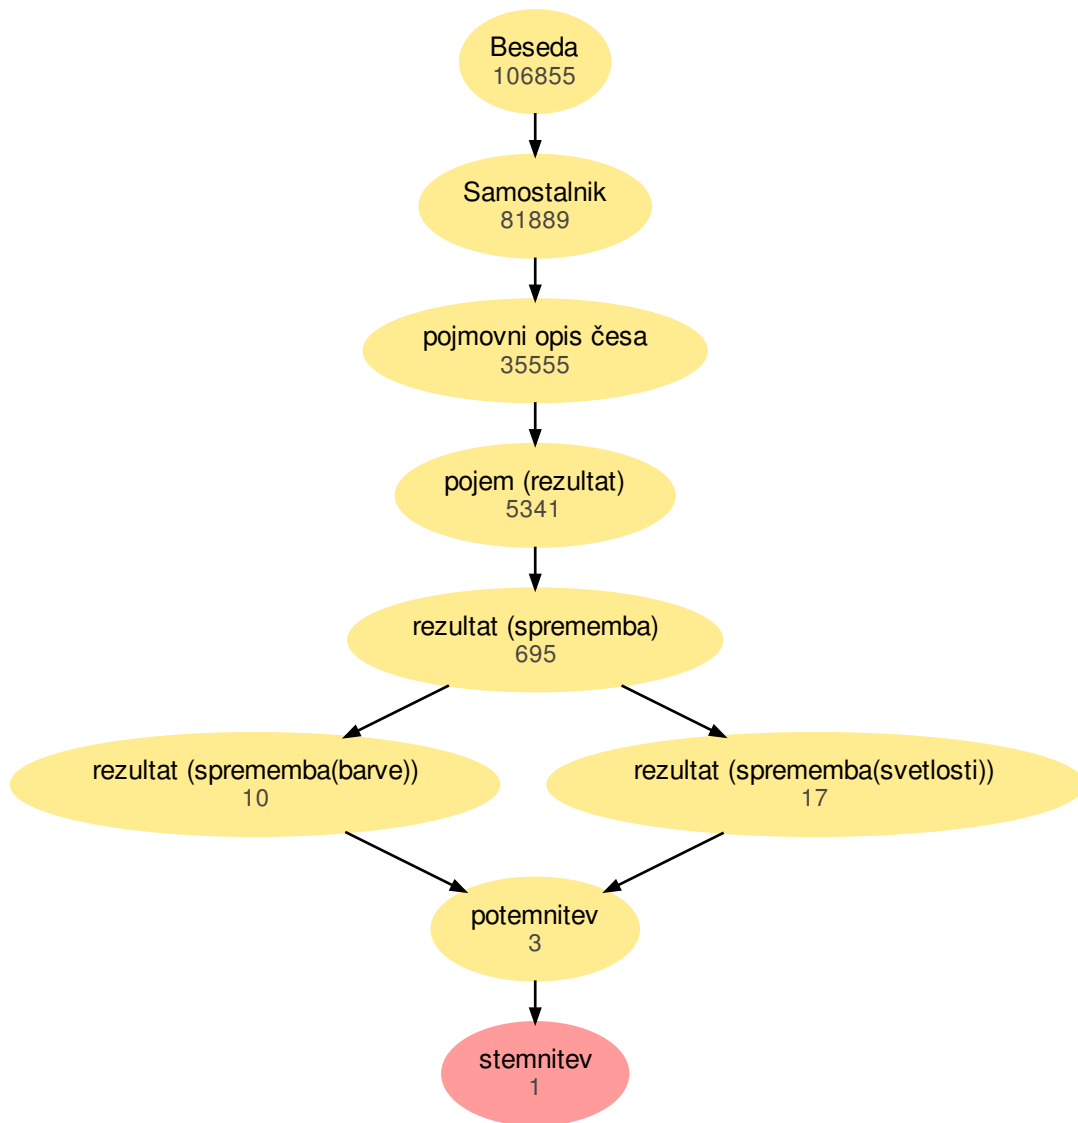 Beseda
106855
Samostalnik
81889
pojmovni opis česa
35555
pojem (rezultat)
5341
rezultat (sprememba)
695
rezultat (sprememba(barve))
10
rezultat (sprememba(svetlosti))
17
potemnitev
3
stemnitev
1